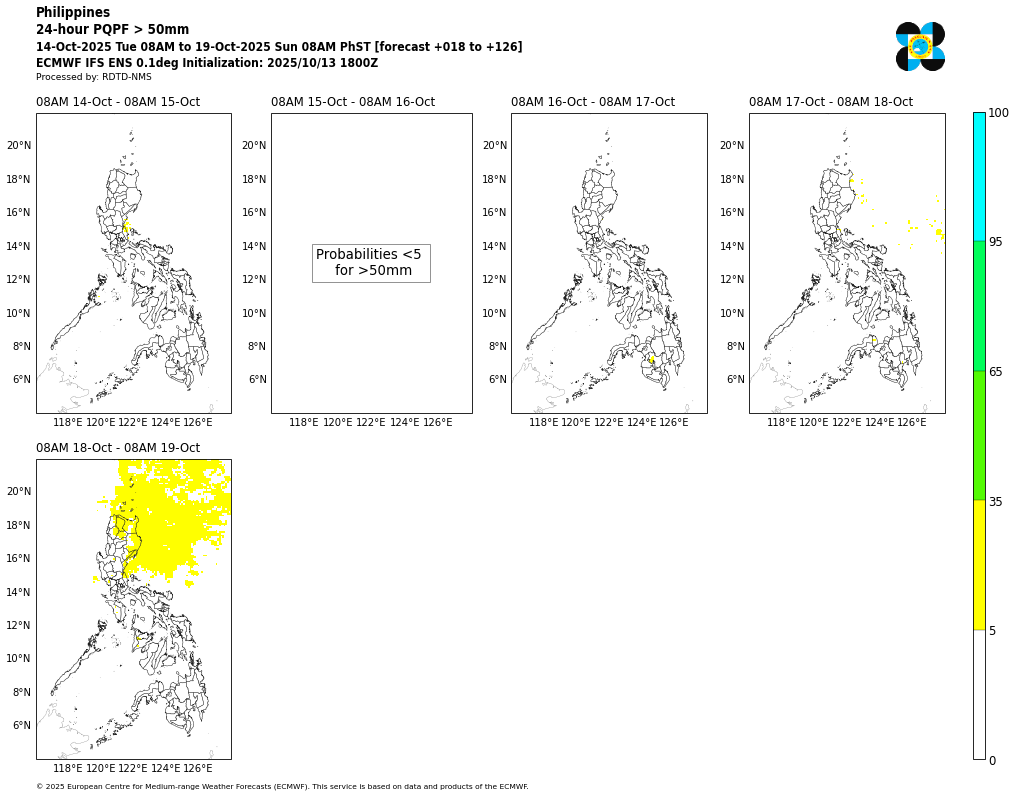 Philippines
24-hour PQPF > 50mm
14-Oct-2025 Tue 08AM to 19-Oct-2025 Sun 08AM PhST [forecast +018 to +126]
ECMWF IFS ENS 0.1deg Initialization: 2025/10/13 1800Z
Processed by: RDTD-NMS
08AM 14-Oct - 08AM 15-Oct
20°N
18°N
16°N
14°N
12°N
10°N
8°N
6°N
118°E 120°E 122°E 124°E 126°E
08AM 15-Oct - 08AM 16-Oct
20°N
18°N
16°N
14°N
12°N
10°N
8°N
6°N
Probabilities <5
for >50mm
118°E 120°E 122°E 124°E 126°E
08AM 16-Oct - 08AM 17-Oct
20°N
18°N
16°N
14°N
12°N
10°N
8°N
6°N
118°E 120°E 122°E 124°E 126°E
08AM 17-Oct - 08AM 18-Oct
20°N
18°N
16°N
14°N
12°N
10°N
8°N
6°N
118°E 120°E 122°E 124°E 126°E
100
95
65
35
5
0
08AM 18-Oct - 08AM 19-Oct
20°N
18°N
16°N
14°N
12°N
10°N
8°N
6°N
118°E 120°E 122°E 124°E 126°E
© 2025 European Centre for Medium-range Weather Forecasts (ECMWF). This service is based on data and products of the ECMWF.